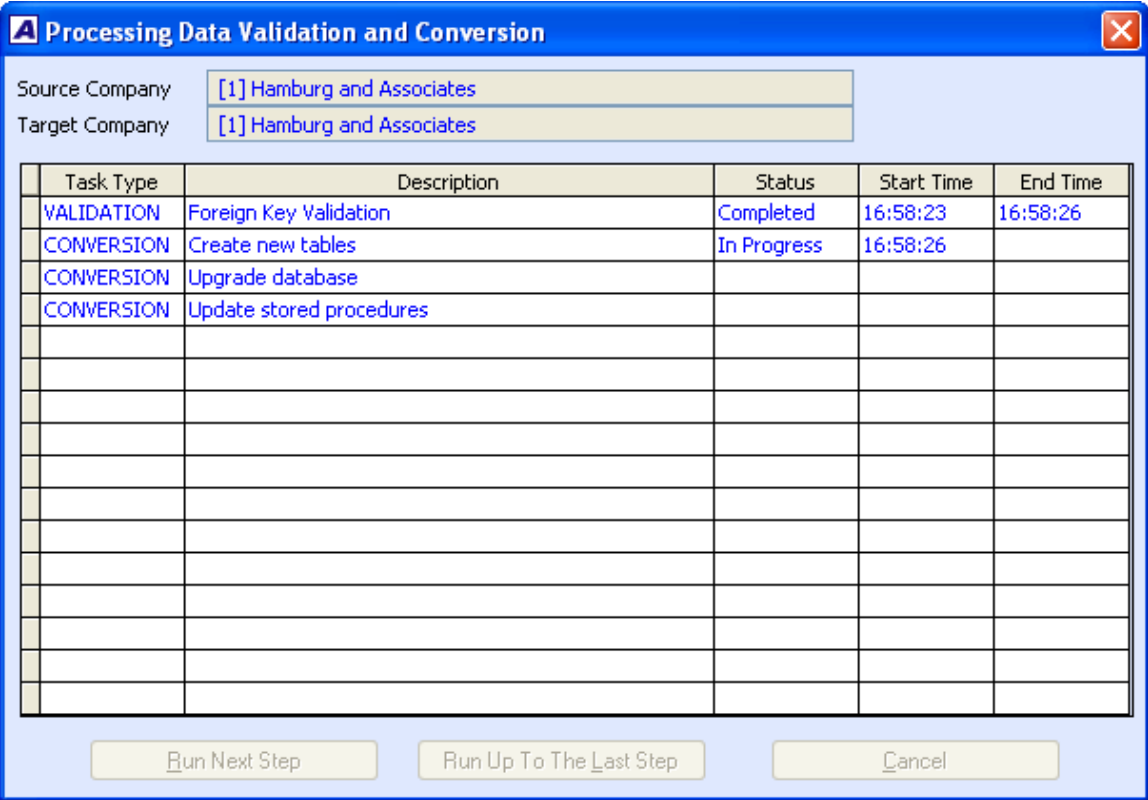 A Processing Data Validation and Conversion
Source Company [1] Hamburg and Associates
Target Company [1] Hamburg and Associates
Task Type Description Status Start Time End Time
VALIDATION Foreign Key Validation Completed 16:58:23 16:58:26
CONVERSION Create new tables In Progress 16:58:26
CONVERSION Upgrade database
CONVERSION Update stored procedures
Run Next Step Run Up To The Last Step Cancel